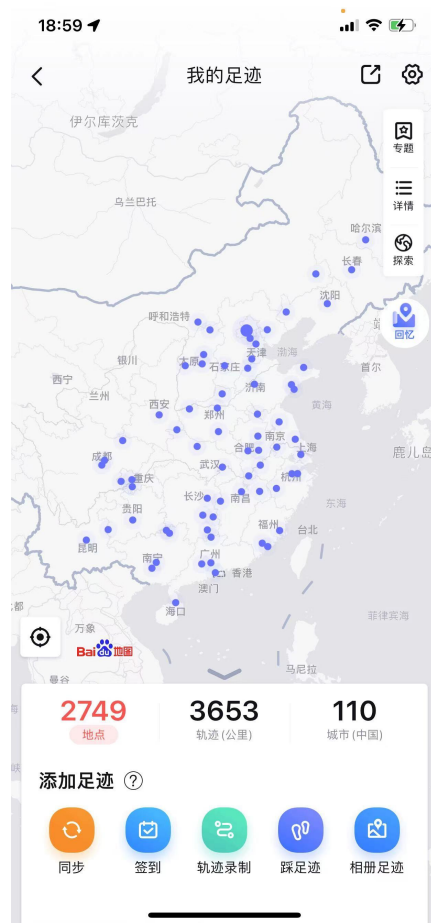 18:59
我的足迹
伊尔库茨克
专题
乌兰巴托
详情
哈尔滨
长春
探索
沈阳
呼和浩特
回忆
天津
渤海
太原
石家庄
首尔
银川
西宁
济南
兰州
西安
黄海
郑州
南京
合肥
上海
鹿儿岛
成都
武汉
杭州
重庆
长沙
南昌
东海
贵阳
福州
台北
昆明
广州
南宁
香港
澳门
海口
菲律宾海
万象
Bai du 地图
马尼拉
曼谷
2749
3653
110
地点
轨迹(公里)
城市(中国)
添加足迹 ?
同步
签到
轨迹录制
踩足迹
相册足迹